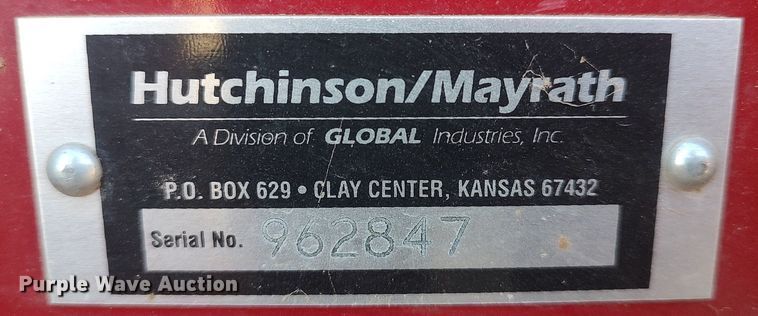 Hutchinson/Mayrath
A Division of GLOBAL Industries, Inc.
P.O. BOX 629 • CLAY CENTER, KANSAS 67432
Serial No. 962847
Purple Wave Auction